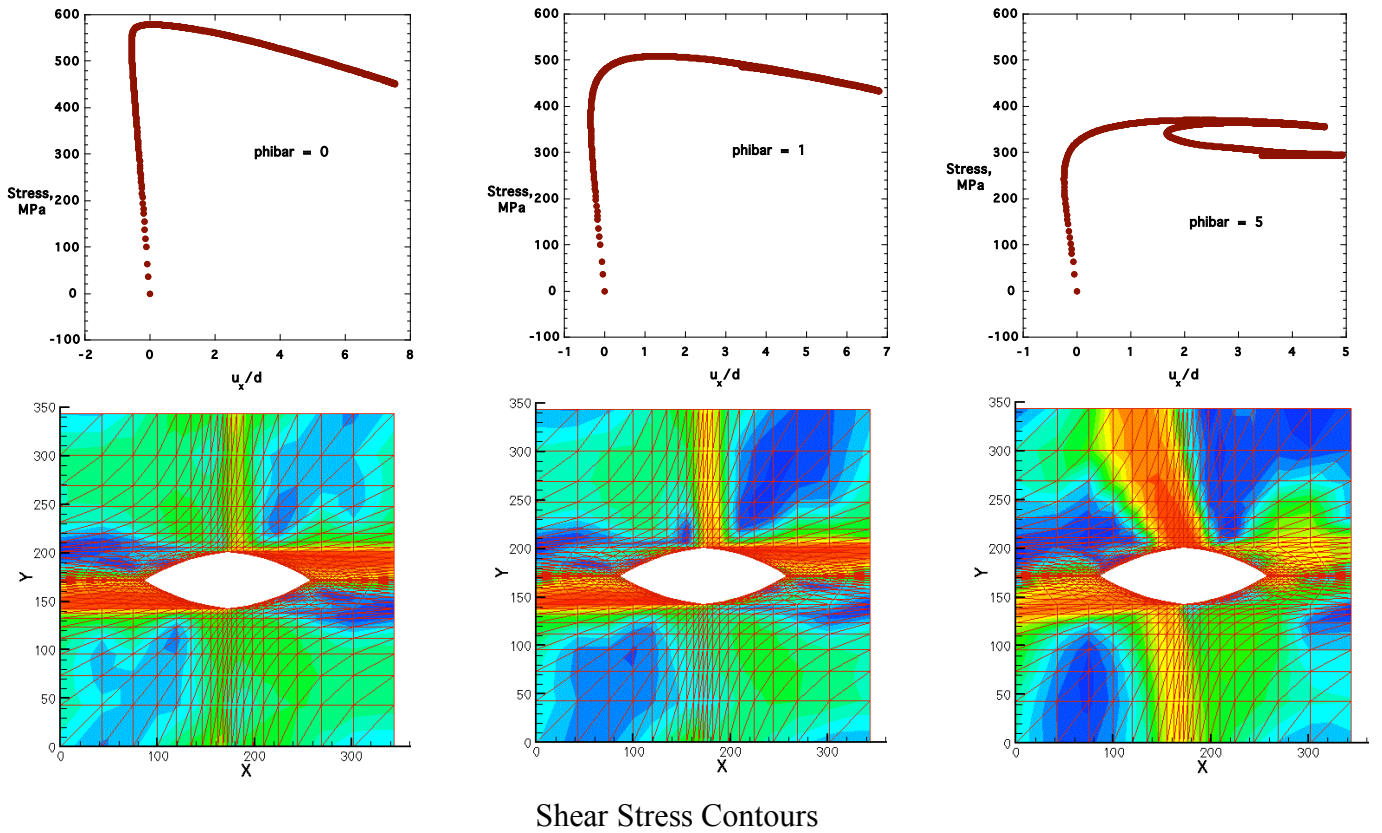 600
500
400
300
200
100
0
-100
Stress,
MPa
phibar = 0
-2 0 2 4 6 8
u_x/d
600
500
400
300
200
100
0
-100
Stress,
MPa
phibar = 1
-1 0 1 2 3 4 5 6 7
u_x/d
600
500
400
300
200
100
0
-100
Stress,
MPa
phibar = 5
-1 0 1 2 3 4 5
u_x/d
350
300
250
200
150
100
50
0
Y
0 100 200 300
X
350
300
250
200
150
100
50
0
Y
0 100 200 300
X
350
300
250
200
150
100
50
0
Y
0 100 200 300
X
Shear Stress Contours